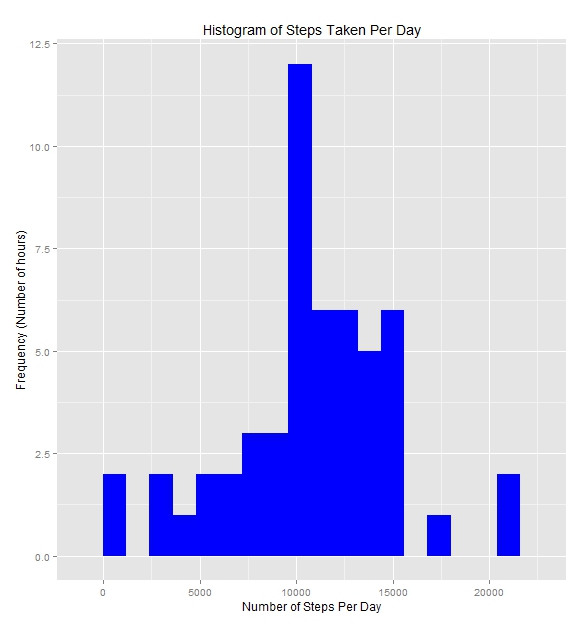 Histogram of Steps Taken Per Day
12.5
10.0
7.5
5.0
2.5
0.0
Frequency (Number of hours)
0 5000 10000 15000 20000
Number of Steps Per Day